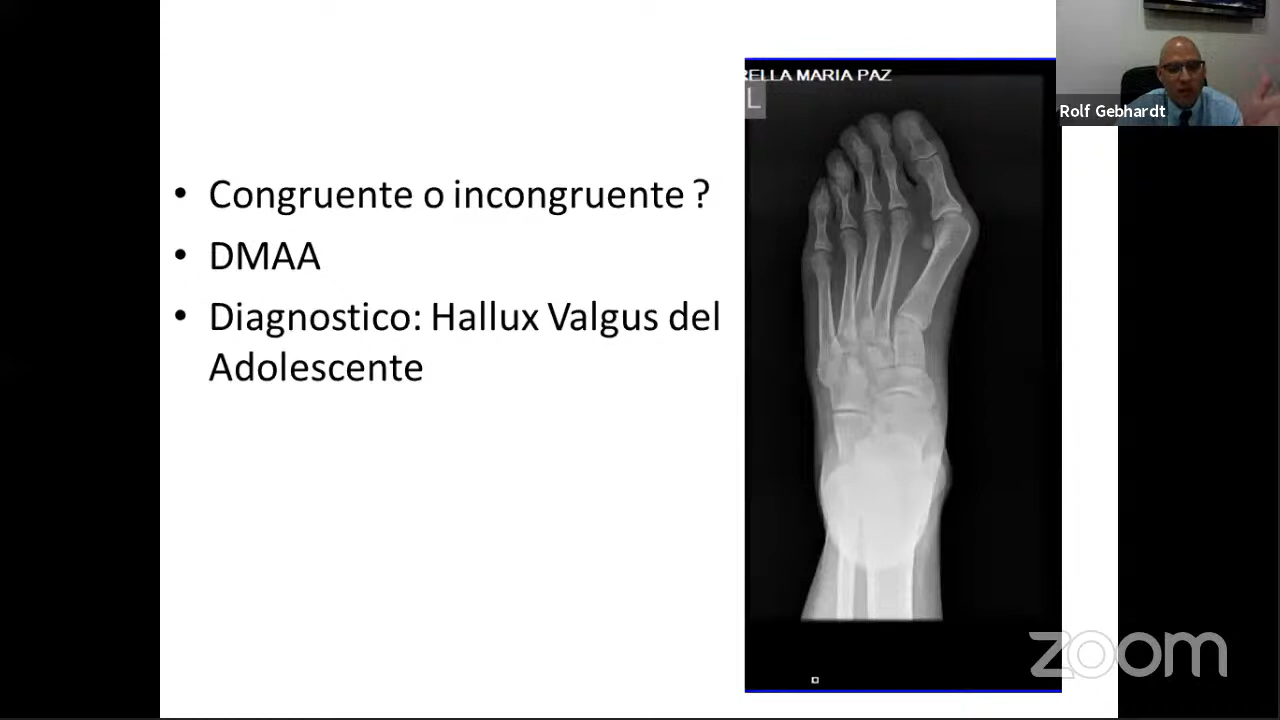 RELLA MARIA PAZ
L
Rolf Gebhardt
• Congruente o incongruente ?
• DMAA
• Diagnostico: Hallux Valgus del
Adolescente
zoom